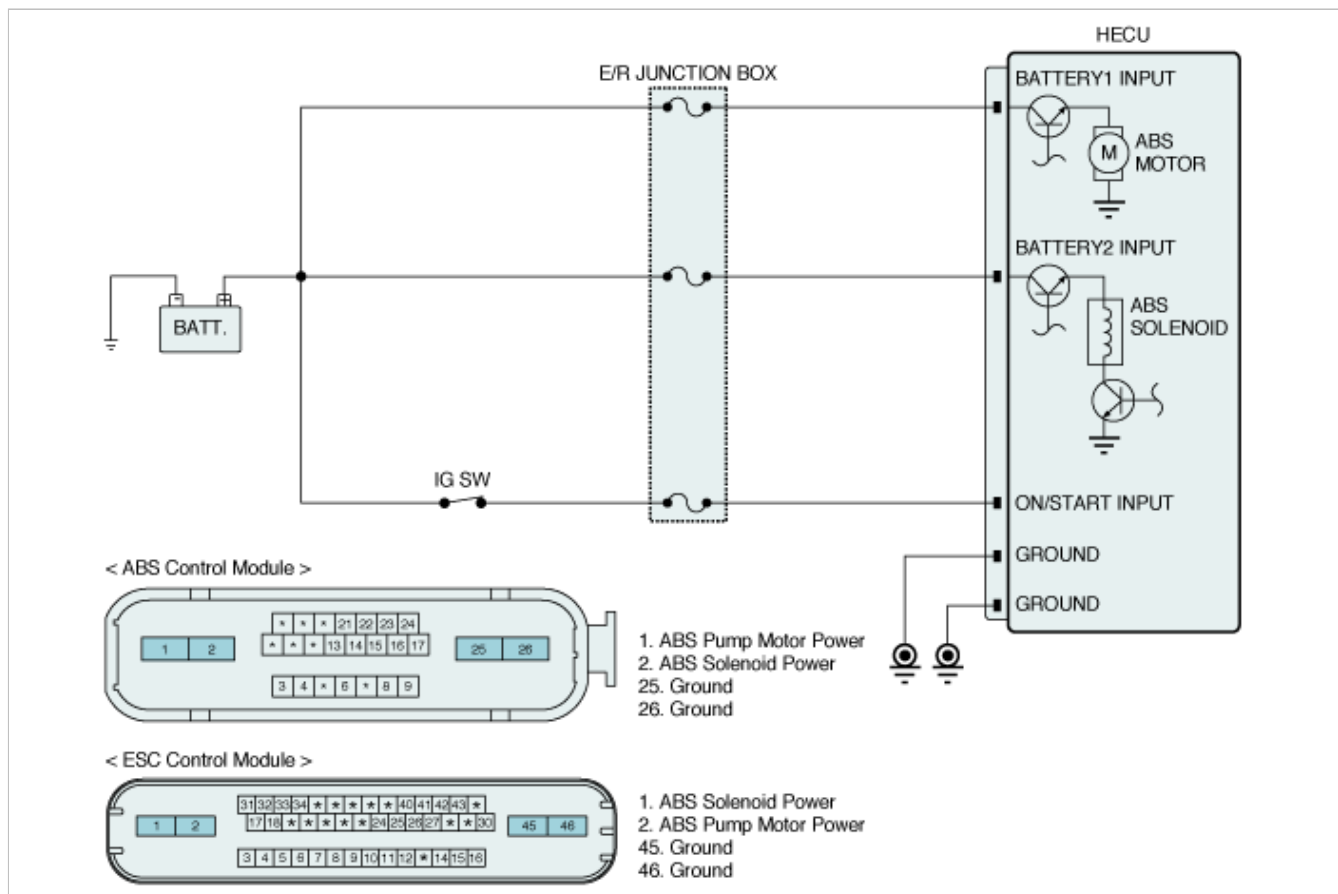 HECU
E/R JUNCTION BOX
BATTERY1 INPUT
M
ABS
MOTOR
BATTERY2 INPUT
- +
BATT.
ABS
SOLENOID
IG SW
ON/START INPUT
GROUND
GROUND
< ABS Control Module >
* * * 21 22 23 24
* * * 13 14 15 16 17
1 2
25 26
3 4 * 6 * 8 9
1. ABS Pump Motor Power
2. ABS Solenoid Power
25. Ground
26. Ground
< ESC Control Module >
31 32 33 34 * * * * * 40 41 42 43 *
17 18 * * * * * 24 25 26 27 * * 30
1 2
45 46
3 4 5 6 7 8 9 10 11 12 * 14 15 16
1. ABS Solenoid Power
2. ABS Pump Motor Power
45. Ground
46. Ground